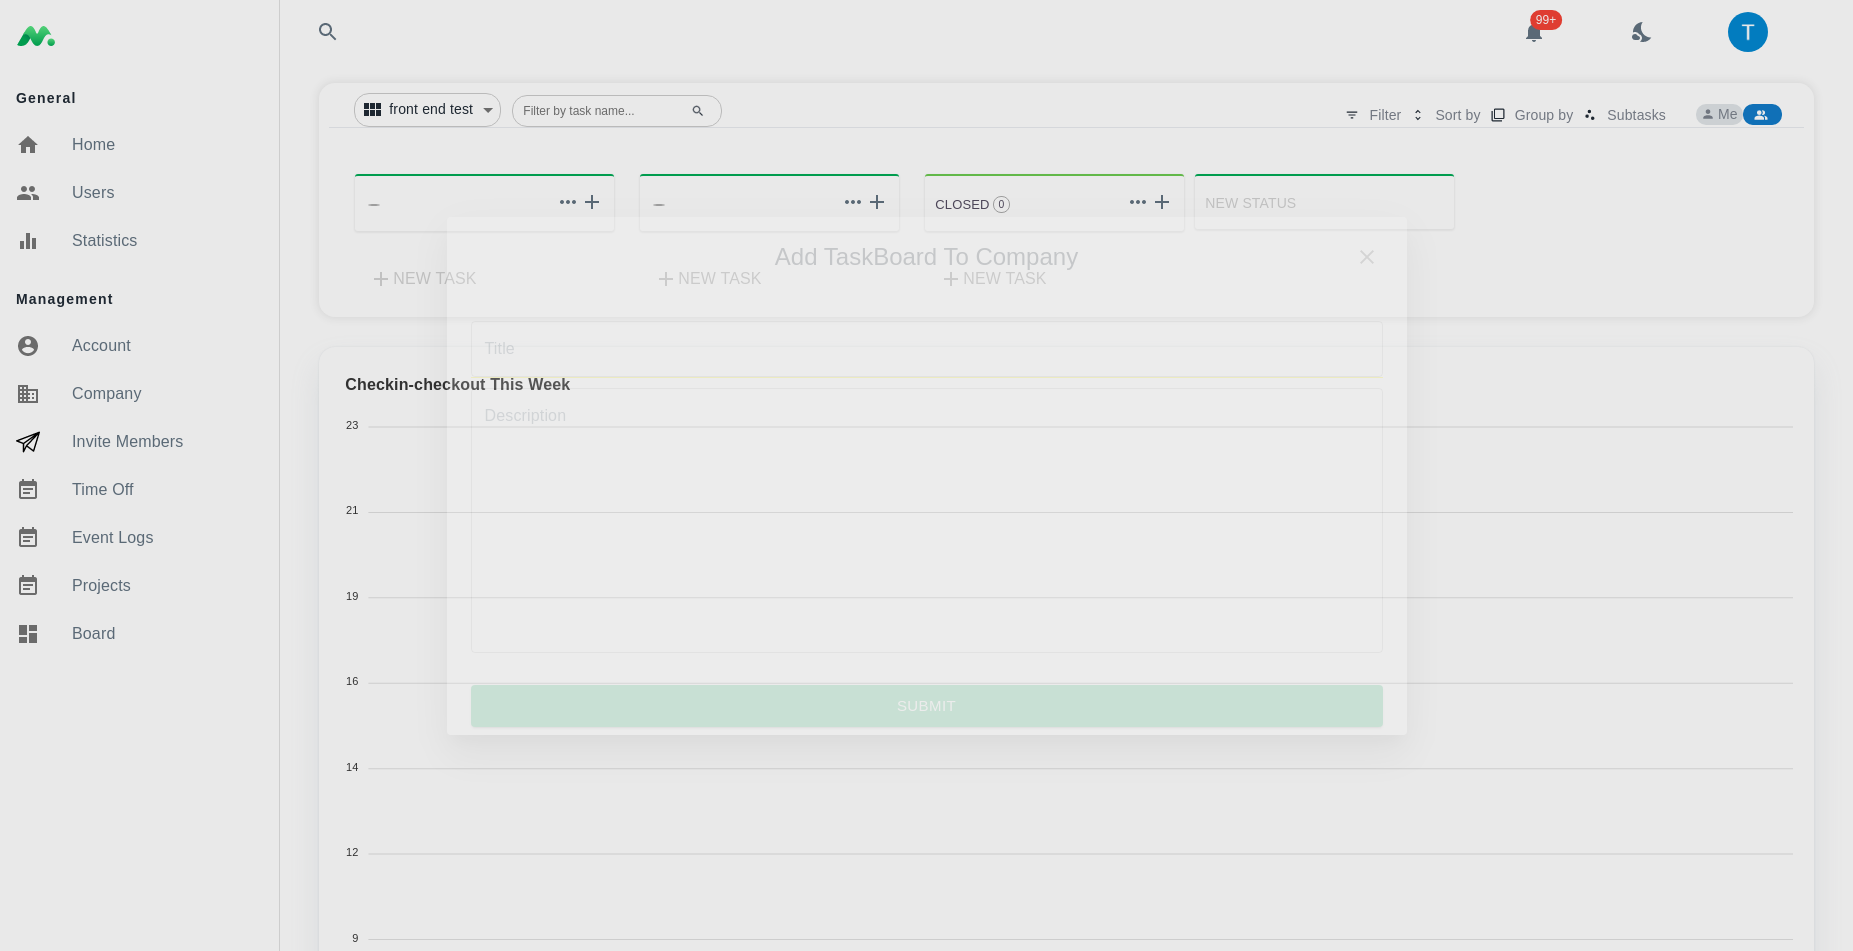 99+
T
General
Home
Users
Statistics
Management
Account
Company
Invite Members
Time Off
Event Logs
Projects
Board
front end test
Filter by task name...
Filter
Sort by
Group by
Subtasks
Me
CLOSED 0
NEW STATUS
Add TaskBoard To Company
NEW TASK
NEW TASK
NEW TASK
Title
Checkin-checkout This Week
Description
23
21
19
16
SUBMIT
14
12
9